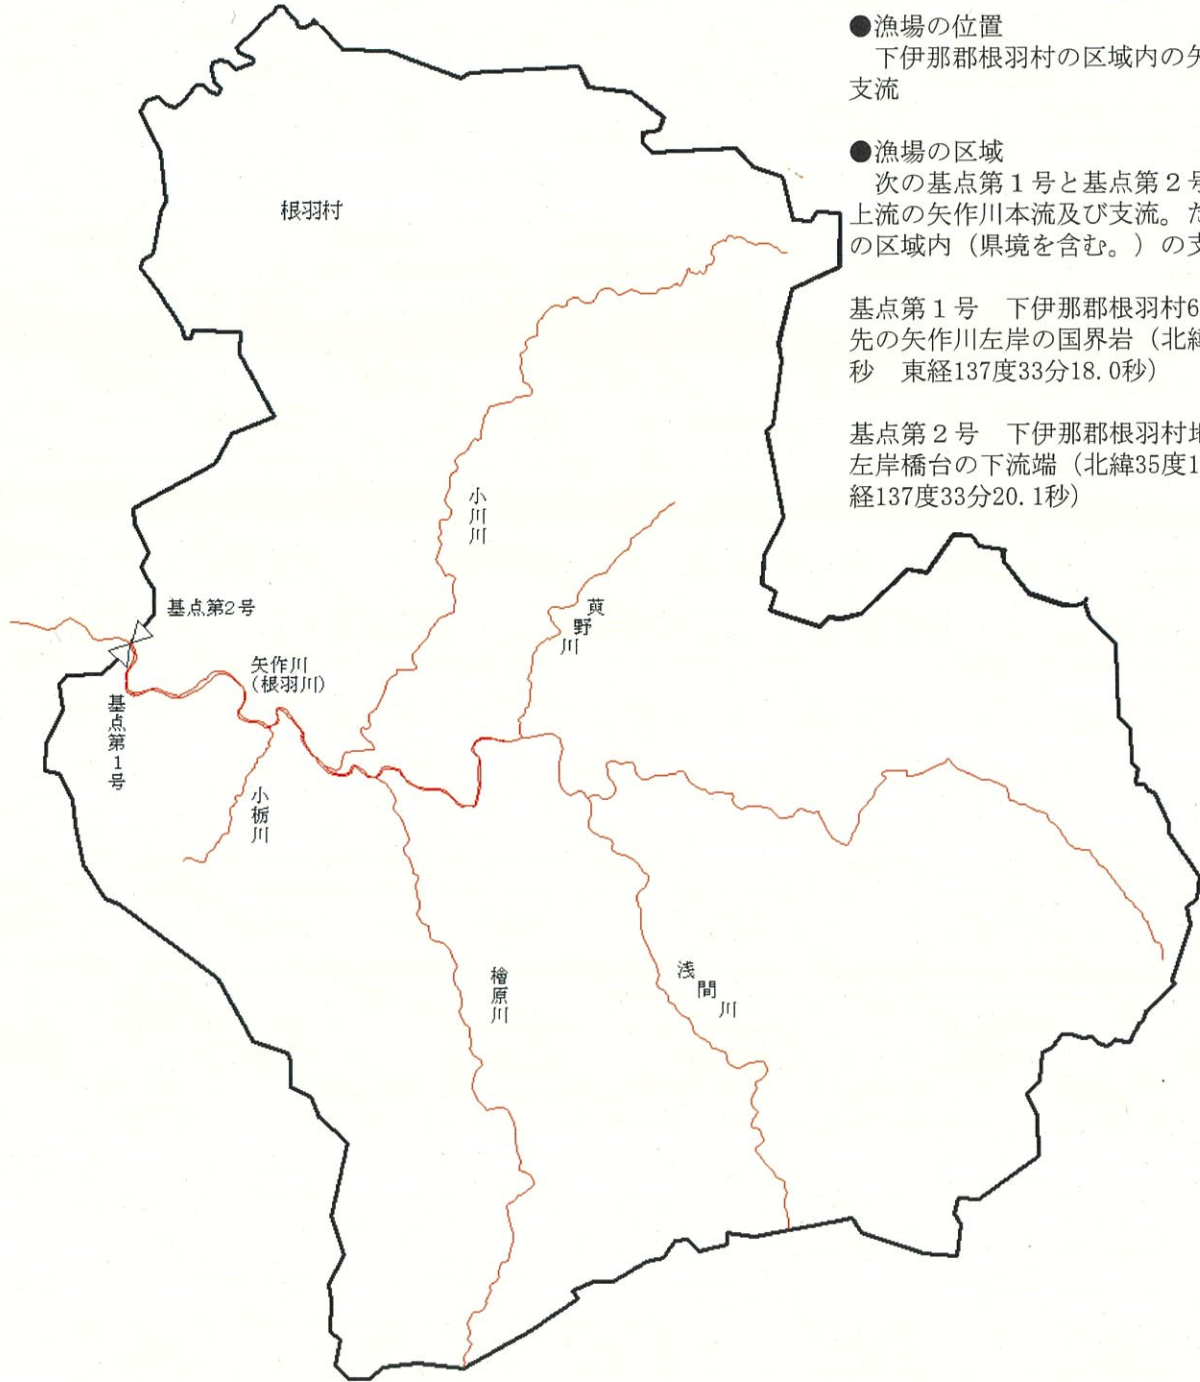 ●漁場の位置
下伊那郡根羽村の区域内の矢
支流
●漁場の区域
次の基点第1号と基点第2号
上流の矢作川本流及び支流。た
の区域内（県境を含む。）の支
基点第1号　下伊那郡根羽村6
先の矢作川左岸の国界岩（北緯
秒　東経137度33分18.0秒）
基点第2号　下伊那郡根羽村地
左岸橋台の下流端（北緯35度1
経137度33分20.1秒）
根羽村
小川川
萸野川
基点第2号
矢作川
（根羽川）
基点第1号
小栃川
檜原川
浅間川